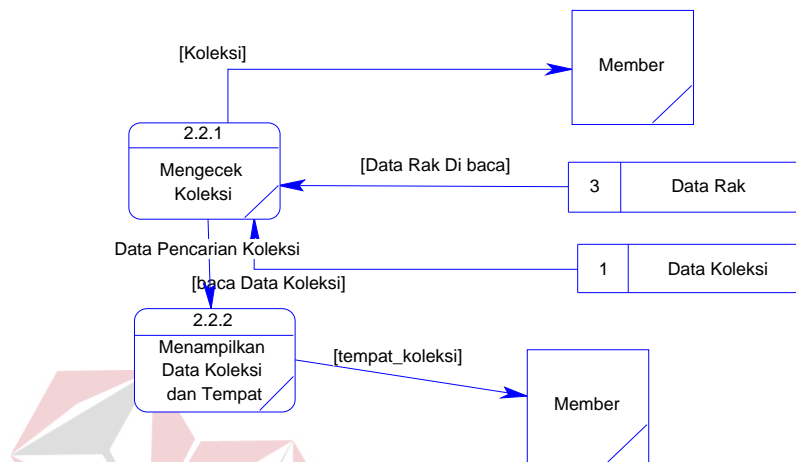 [Koleksi]
Member
2.2.1
Mengecek
Koleksi
[Data Rak Di baca]
3 Data Rak
Data Pencarian Koleksi
1 Data Koleksi
[baca Data Koleksi]
2.2.2
Menampilkan
Data Koleksi
dan Tempat
[tempat_koleksi]
Member